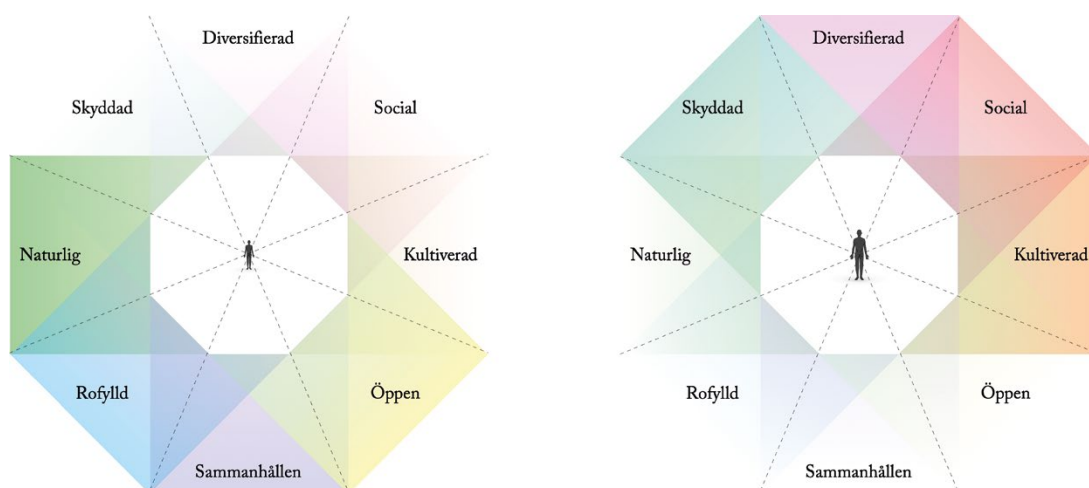 Diversifierad
Skyddad
Social
Naturlig
Kultiverad
Rofylld
Öppen
Sammanhållen
Diversifierad
Skyddad
Social
Naturlig
Kultiverad
Rofylld
Öppen
Sammanhållen